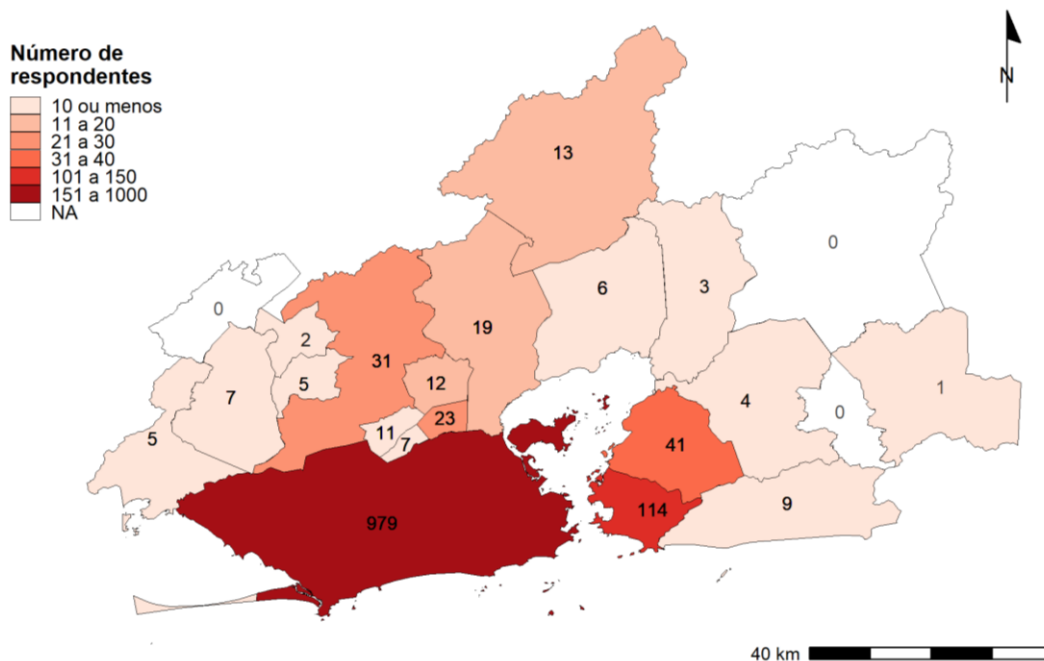 Número de
respondentes
10 ou menos
11 a 20
21 a 30
31 a 40
101 a 150
151 a 1000
NA
N
13
0
6
3
0
19
2
31
5
12
7
1
4
0
5
11
23
7
41
114
9
979
40 km